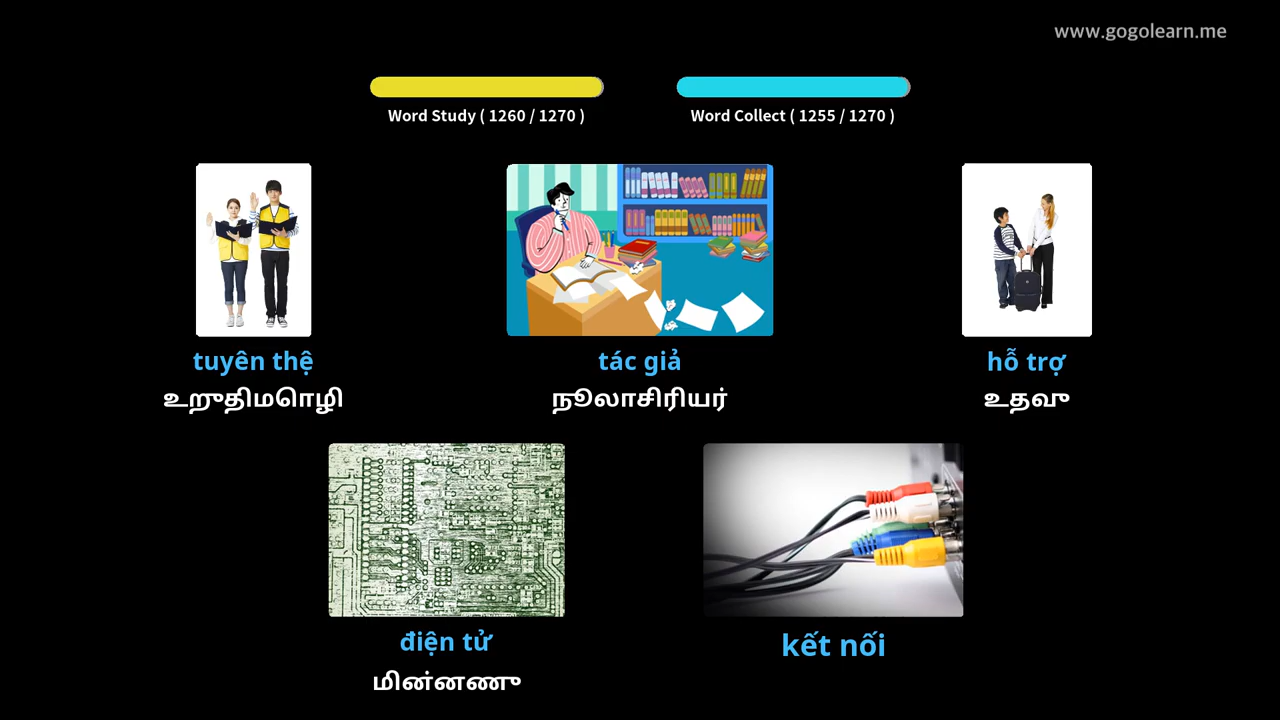 www.gogolearn.me
Word Study ( 1260 / 1270 )
Word Collect ( 1255 / 1270 )
tuyên thệ
உறுதிமொழி
tác giả
நூலாசிரியர்
hỗ trợ
உதவு
điện tử
மின்னணு
kết nối